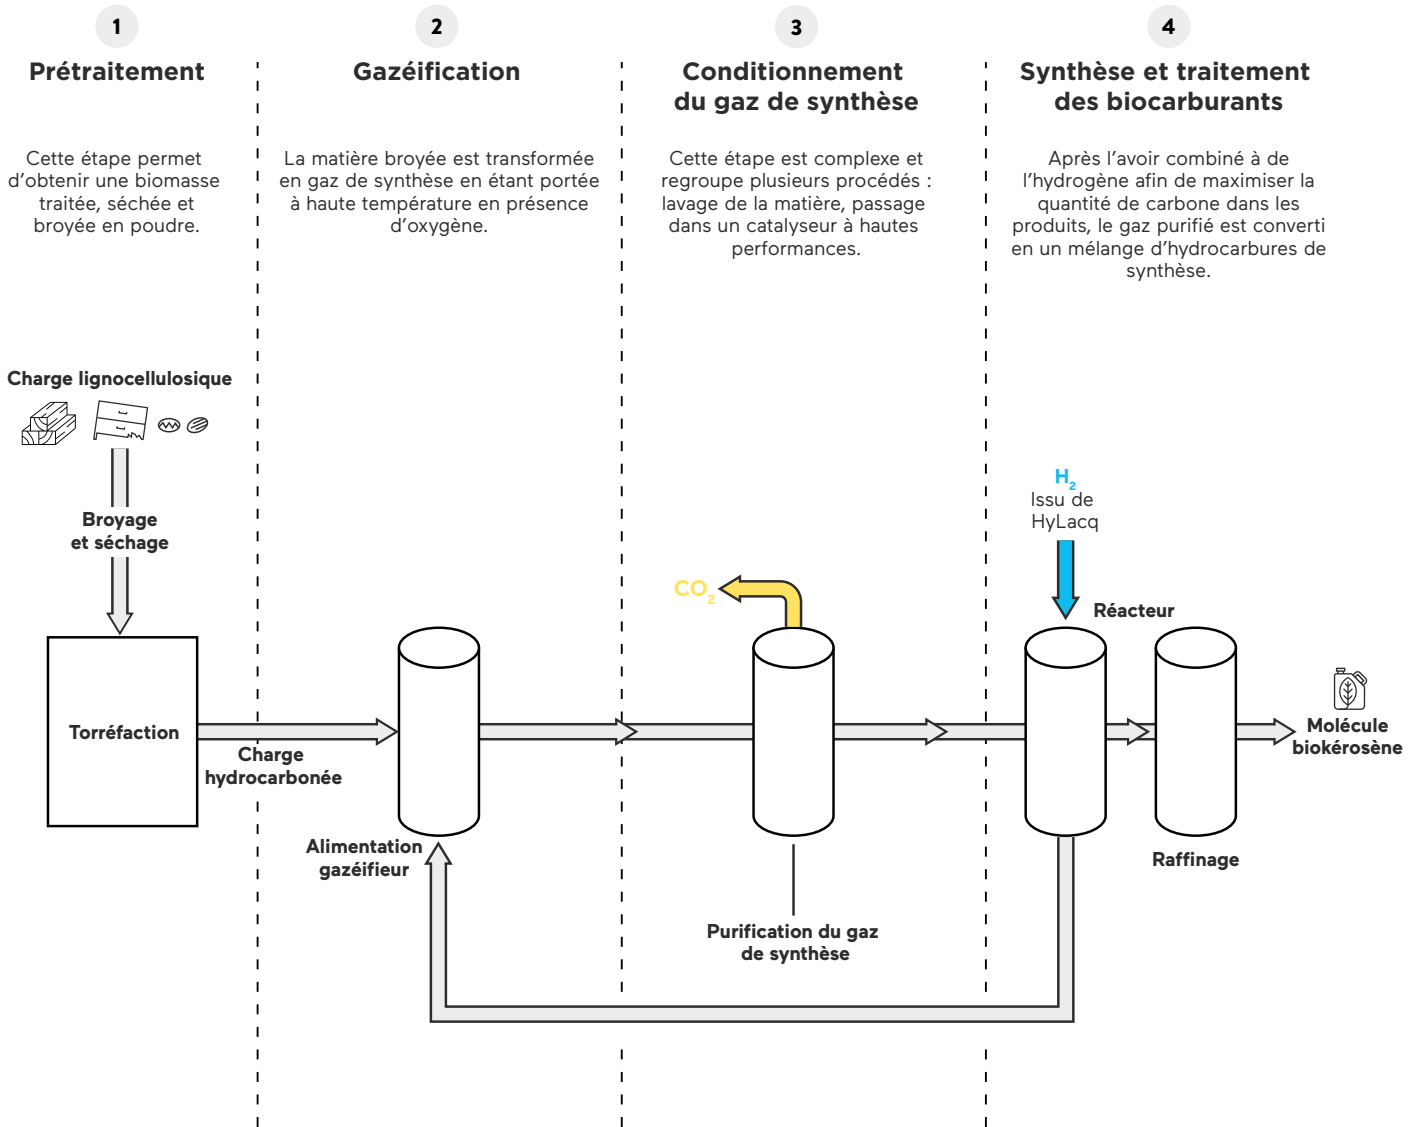 1
Prétraitement
Cette étape permet
d'obtenir une biomasse
traitée, séchée et
broyée en poudre.
2
Gazéification
La matière broyée est transformée
en gaz de synthèse en étant portée
à haute température en présence
d'oxygène.
3
Conditionnement
du gaz de synthèse
Cette étape est complexe et
regroupe plusieurs procédés :
lavage de la matière, passage
dans un catalyseur à hautes
performances.
4
Synthèse et traitement
des biocarburants
Après l'avoir combiné à de
l'hydrogène afin de maximiser la
quantité de carbone dans les
produits, le gaz purifié est converti
en un mélange d'hydrocarbures de
synthèse.
Charge lignocellulosique
Broyage
et séchage
Torréfaction
Charge
hydrocarbonée
Alimentation
gazéifieur
CO₂
Purification du gaz
de synthèse
H₂
Issu de
HyLacq
Réacteur
Raffinage
Molécule
biokérosène